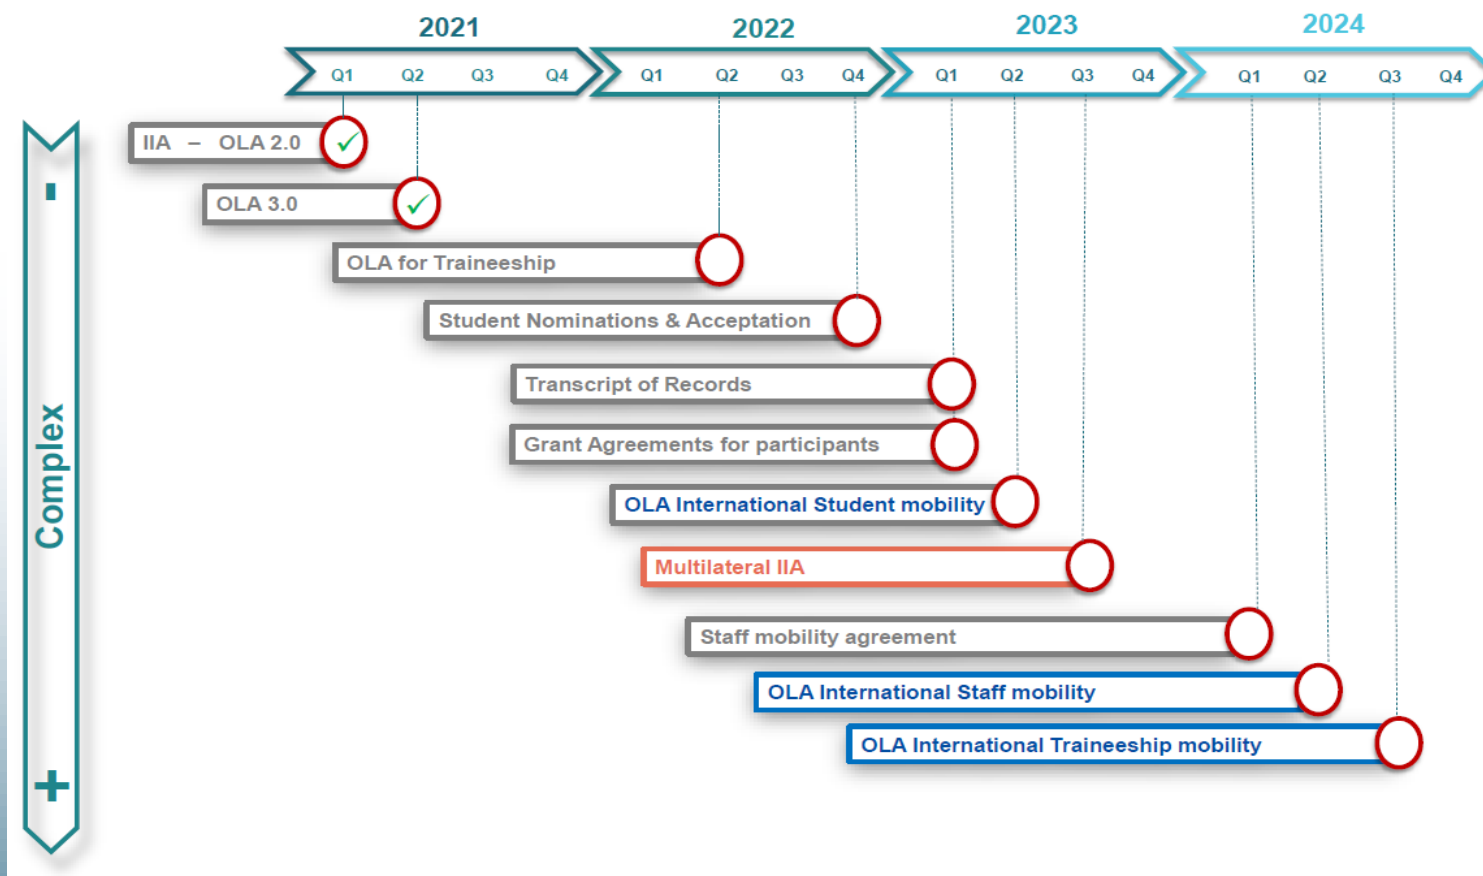 2021
2022
2023
2024
Q1 Q2 Q3 Q4
Q1 Q2 Q3 Q4
Q1 Q2 Q3 Q4
Q1 Q2 Q3 Q4
IIA – OLA 2.0
✓
-
OLA 3.0
✓
OLA for Traineeship
Student Nominations & Acceptation
Transcript of Records
Grant Agreements for participants
Complex
OLA International Student mobility
Multilateral IIA
Staff mobility agreement
OLA International Staff mobility
OLA International Traineeship mobility
+